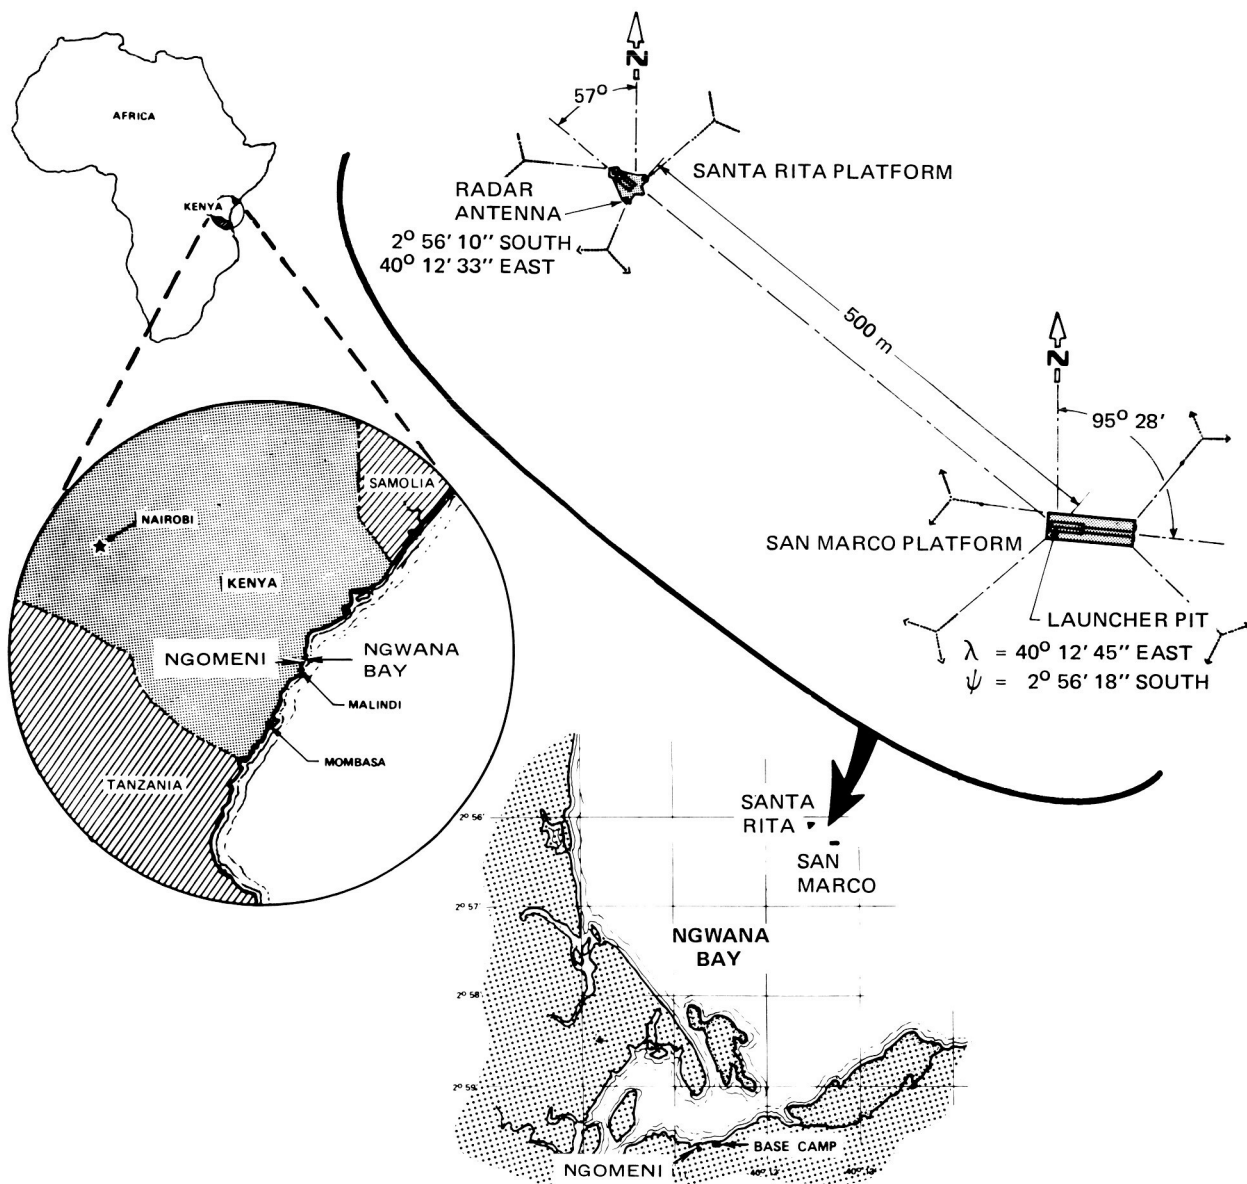 AFRICA
KENYA
N
57°
SANTA RITA PLATFORM
RADAR
ANTENNA
2° 56' 10" SOUTH
40° 12' 33" EAST
500 m
N
95° 28'
SAN MARCO PLATFORM
LAUNCHER PIT
λ = 40° 12' 45" EAST
ψ = 2° 56' 18" SOUTH
SAMOLIA
NAIROBI
KENYA
NGOMENI
NGWANA
BAY
MALINDI
MOMBASA
TANZANIA
SANTA
RITA
SAN
MARCO
2° 56'
2° 57'
NGWANA
BAY
2° 58'
2° 59'
BASE CAMP
NGOMENI